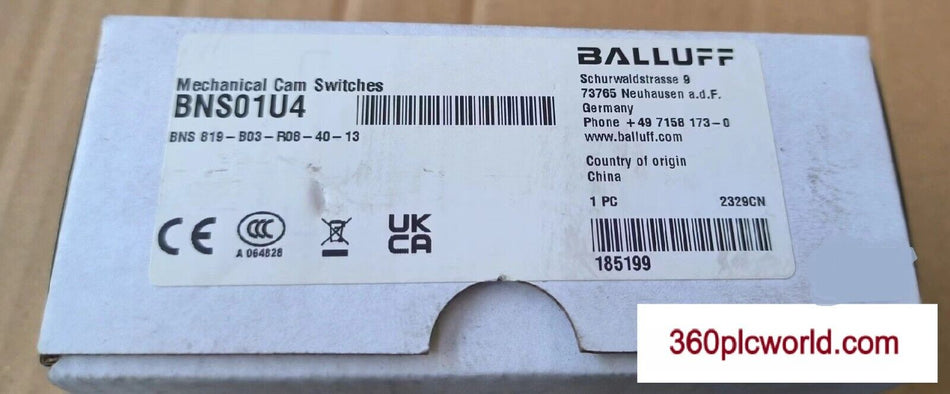 BALLUFF
Mechanical Cam Switches
BNS01U4
BNS 819-B03-R08-40-13
Schurwaldstrasse 9
73765 Neuhausen a.d.F.
Germany
Phone +49 7158 173-0
www.balluff.com
Country of origin
China
1 PC 2329CN
185199
CE
CCC
A 064828
UK
CA
360plcworld.com